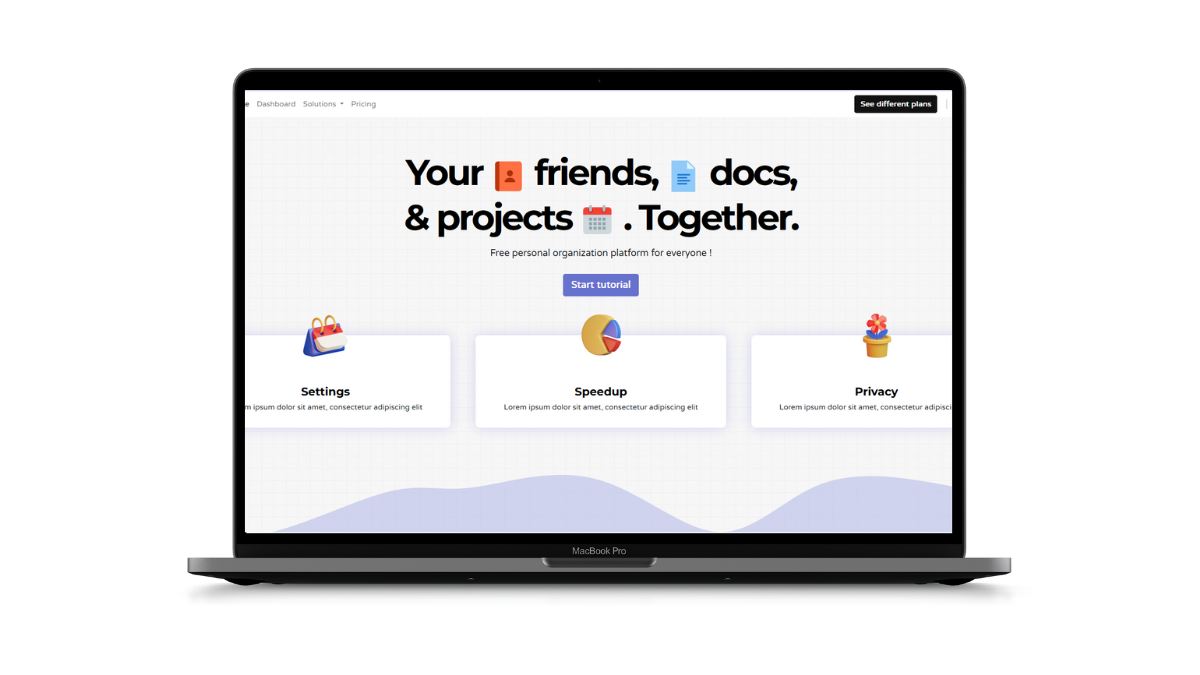 e Dashboard Solutions Pricing See different plans
Your friends, docs,
& projects . Together.
Free personal organization platform for everyone !
Start tutorial
Settings Speedup Privacy
m ipsum dolor sit amet, consectetur adipiscing elit Lorem ipsum dolor sit amet, consectetur adipiscing elit Lorem ipsum dolor sit amet, consectetur adipisci
MacBook Pro